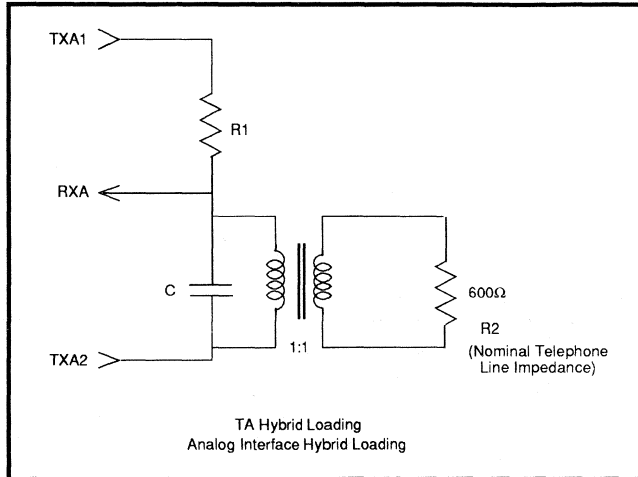 TXA1
R1
RXA
C
600Ω
R2
1:1
(Nominal Telephone
Line Impedance)
TXA2
TA Hybrid Loading
Analog Interface Hybrid Loading